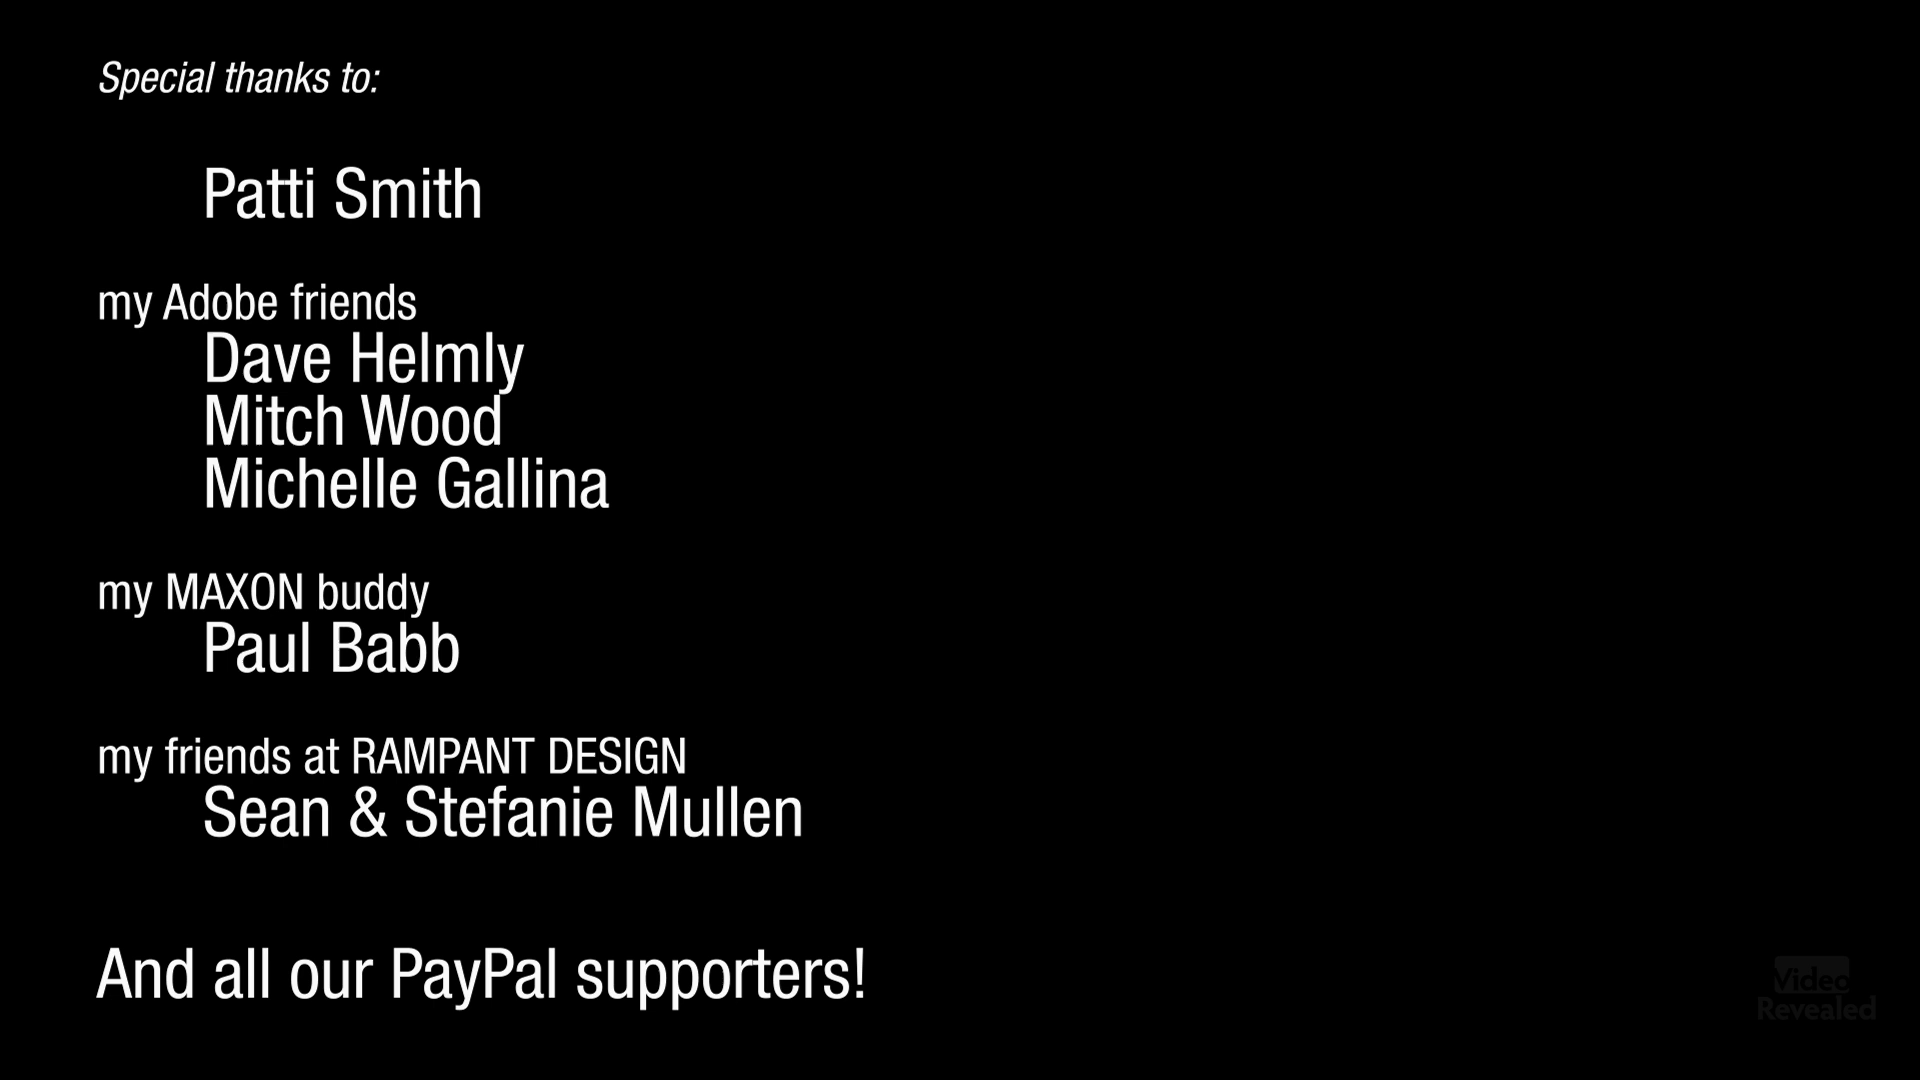 Special thanks to:
Patti Smith
my Adobe friends
Dave Helmly
Mitch Wood
Michelle Gallina
my MAXON buddy
Paul Babb
my friends at RAMPANT DESIGN
Sean & Stefanie Mullen
And all our PayPal supporters!
Video
Revealed